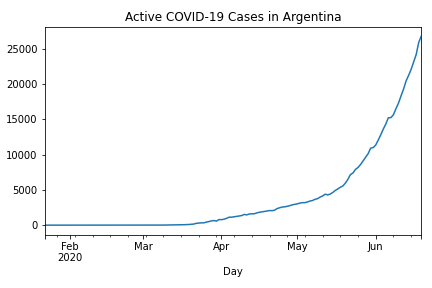 Active COVID-19 Cases in Argentina
25000
20000
15000
10000
5000
0
Feb
2020
Mar
Apr
May
Jun
Day